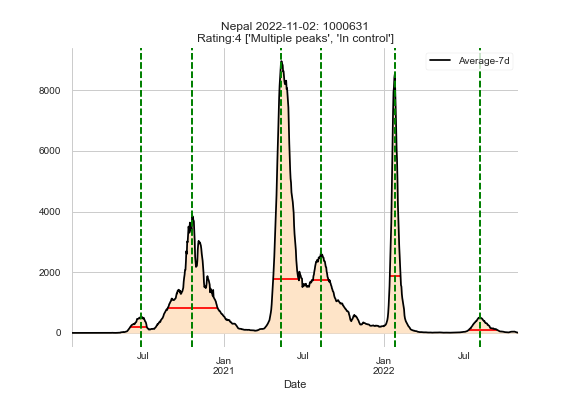 Nepal 2022-11-02: 1000631
Rating:4 ['Multiple peaks', 'In control']
Average-7d
8000
6000
4000
2000
0
Jul
Jan
2021
Jul
Jan
2022
Jul
Date